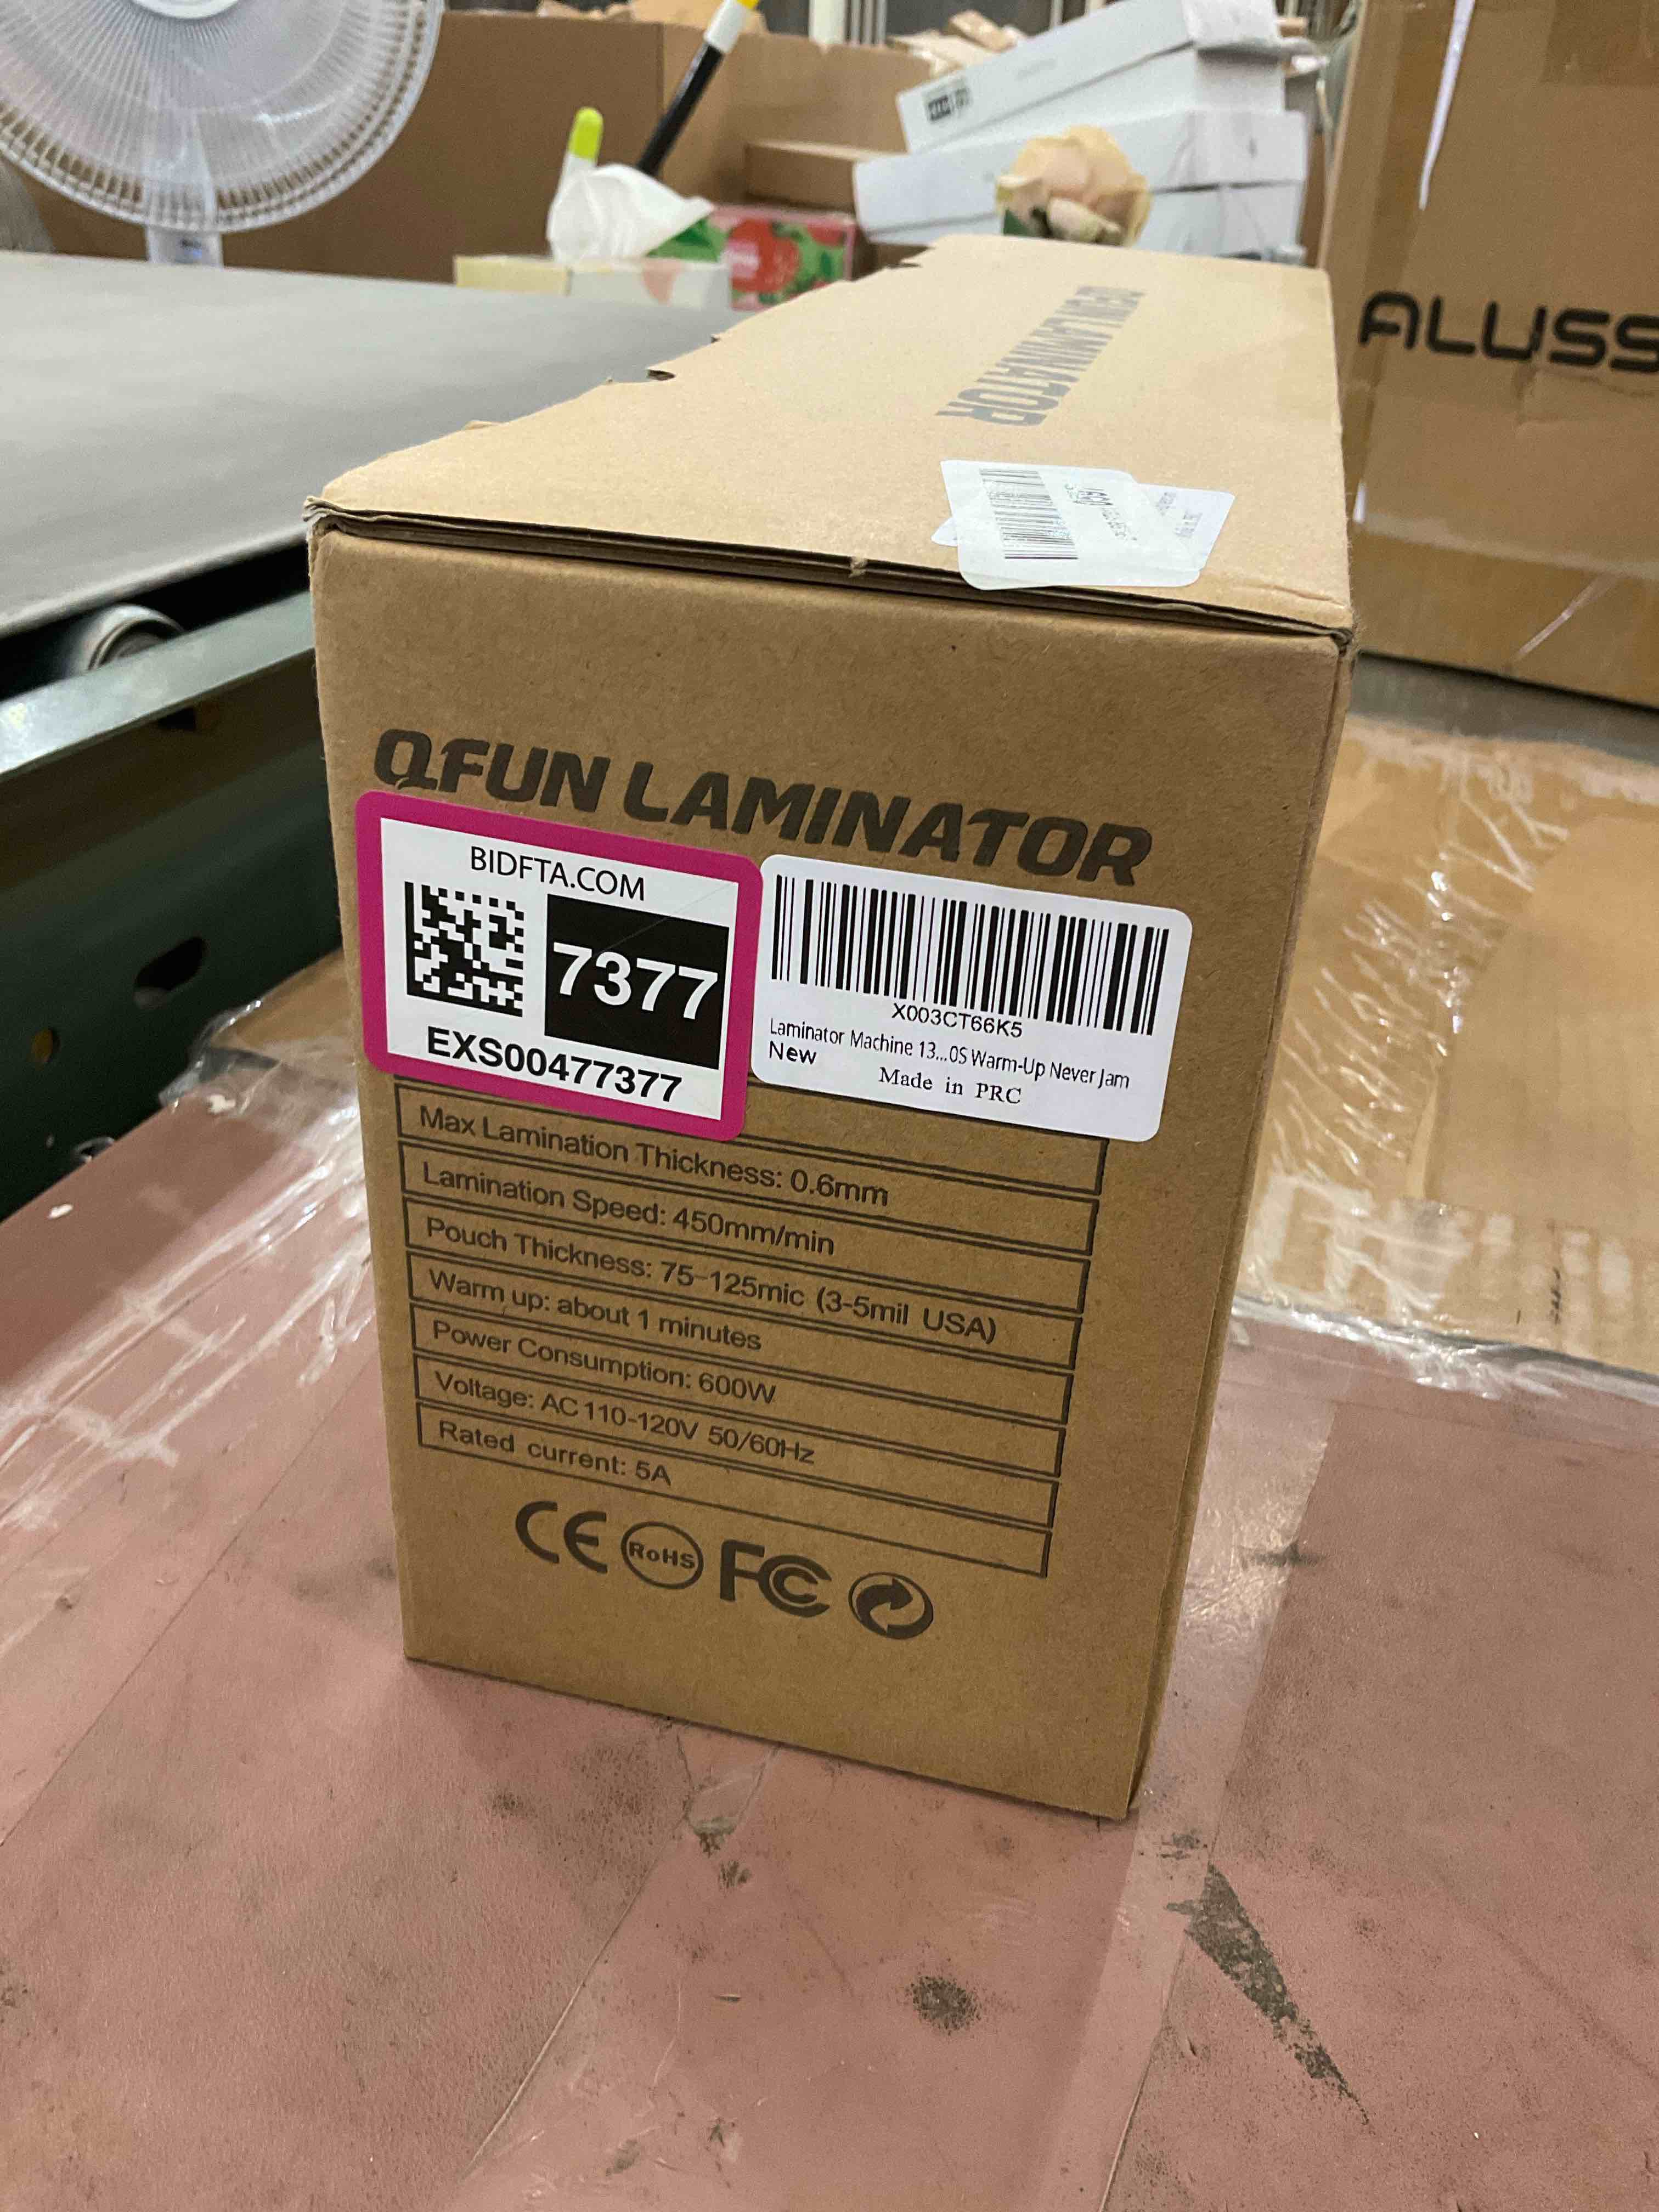 ALUSS
QFUN LAMINATOR
QFUN LAMINATOR
BIDFTA.COM
7377
EXS00477377
X003CT66K5
Laminator Machine 13...0S Warm-Up Never Jam
New
Made in PRC
Max Lamination Thickness: 0.6mm
Lamination Speed: 450mm/min
Pouch Thickness: 75-125mic (3-5mil USA)
Warm up: about 1 minutes
Power Consumption: 600W
Voltage: AC 110-120V 50/60Hz
Rated current: 5A
CE RoHS FC